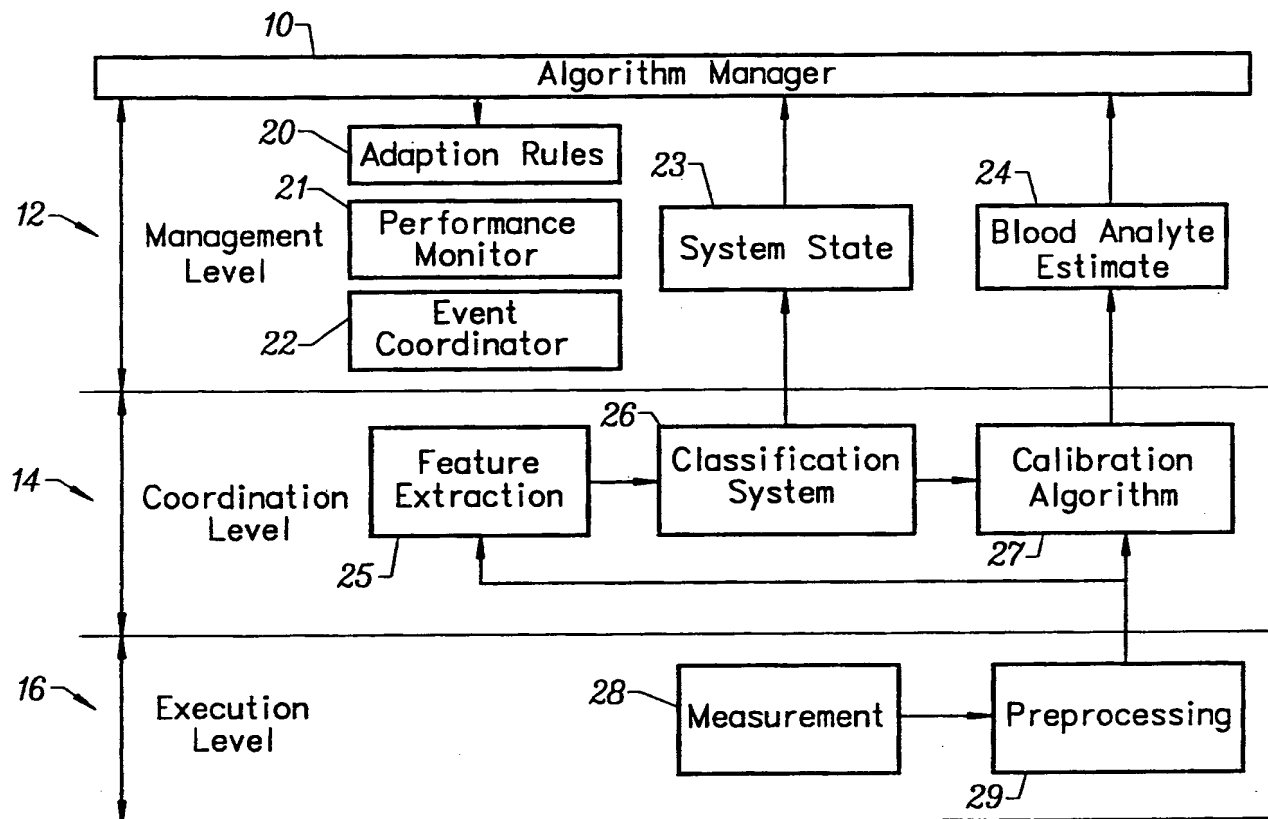 10
Algorithm Manager
20
Adaption Rules
21
Performance
Monitor
22
Event
Coordinator
23
System State
24
Blood Analyte
Estimate
12
Management
Level
14
Coordination
Level
25
Feature
Extraction
26
Classification
System
27
Calibration
Algorithm
16
Execution
Level
28
Measurement
29
Preprocessing